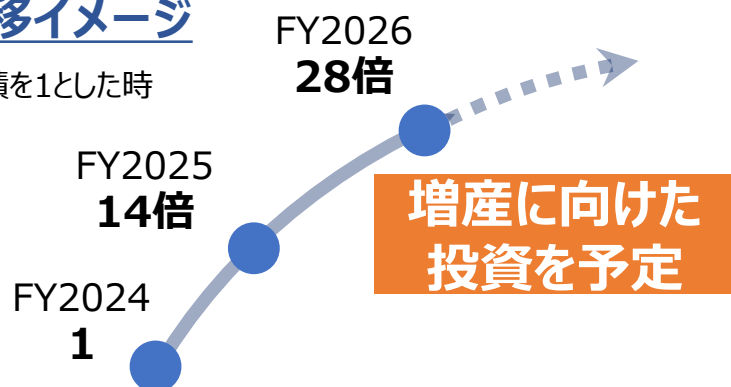 移イメージ
績を1とした時
FY2026
28倍
FY2025
14倍
増産に向けた
投資を予定
FY2024
1